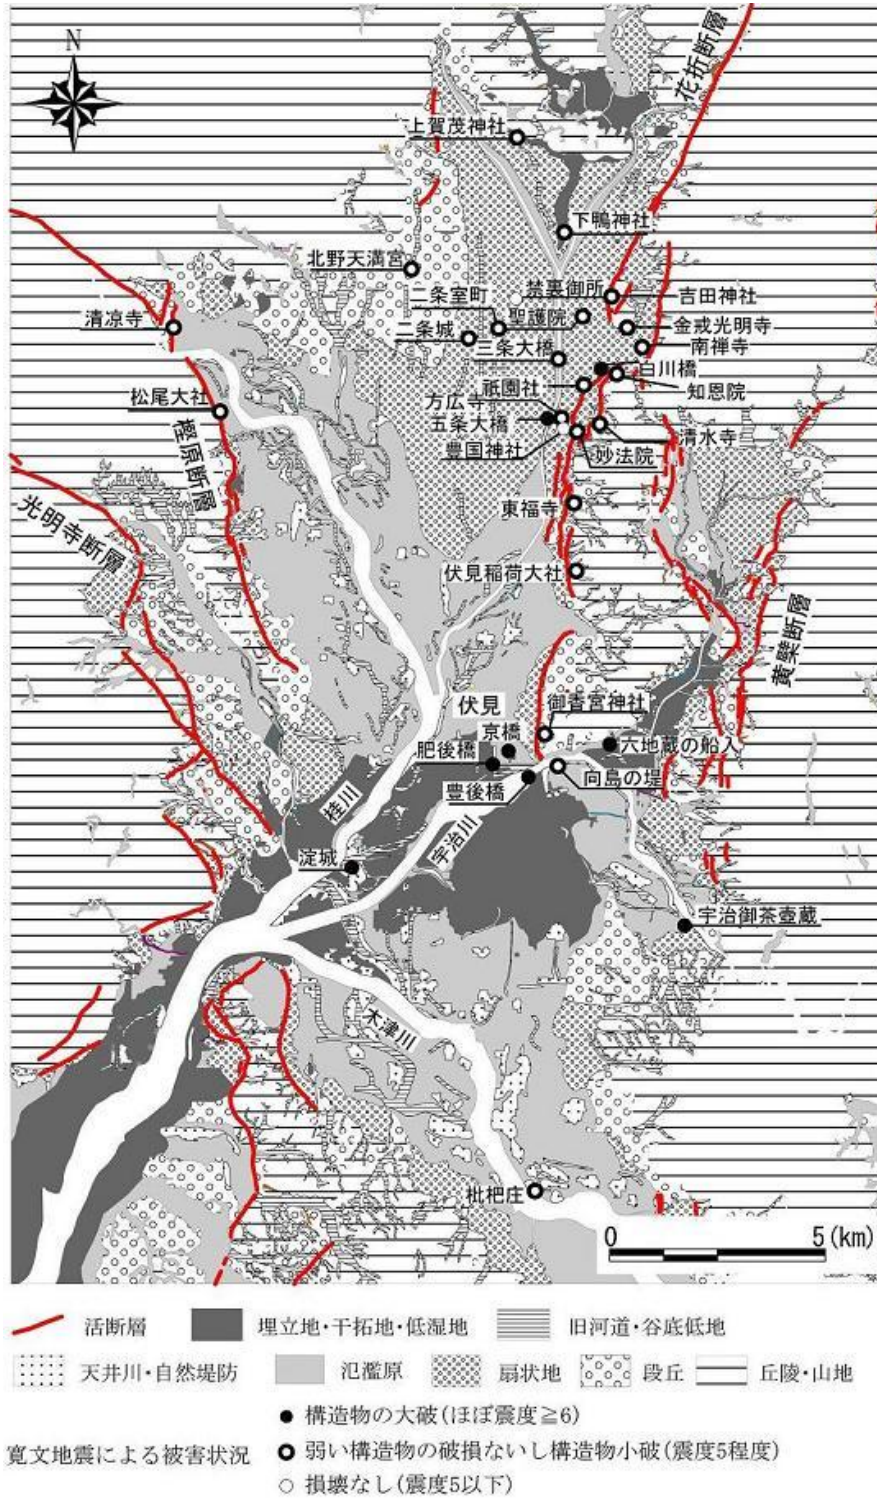 N
花折断層
上賀茂神社
下鴨神社
北野天満宮
禁裏御所
吉田神社
二条室町
聖護院
金戒光明寺
清凉寺
二条城
三条大橋
南禅寺
白川橋
祇園社
知恩院
松尾大社
方広寺
五条大橋
清水寺
豊国神社
妙法院
樫原断層
東福寺
光明寺断層
伏見稲荷大社
黄檗断層
伏見
御香宮神社
京橋
肥後橋
六地蔵の船入
豊後橋
向島の堤
桂川
宇治川
淀城
宇治御茶壺蔵
木津川
枇杷庄
0 5(km)
活断層 埋立地・干拓地・低湿地 旧河道・谷底低地
天井川・自然堤防 氾濫原 扇状地 段丘 丘陵・山地
構造物の大破(ほぼ震度≧6)
寛文地震による被害状況 弱い構造物の破損ないし構造物小破(震度5程度)
損壊なし(震度5以下)